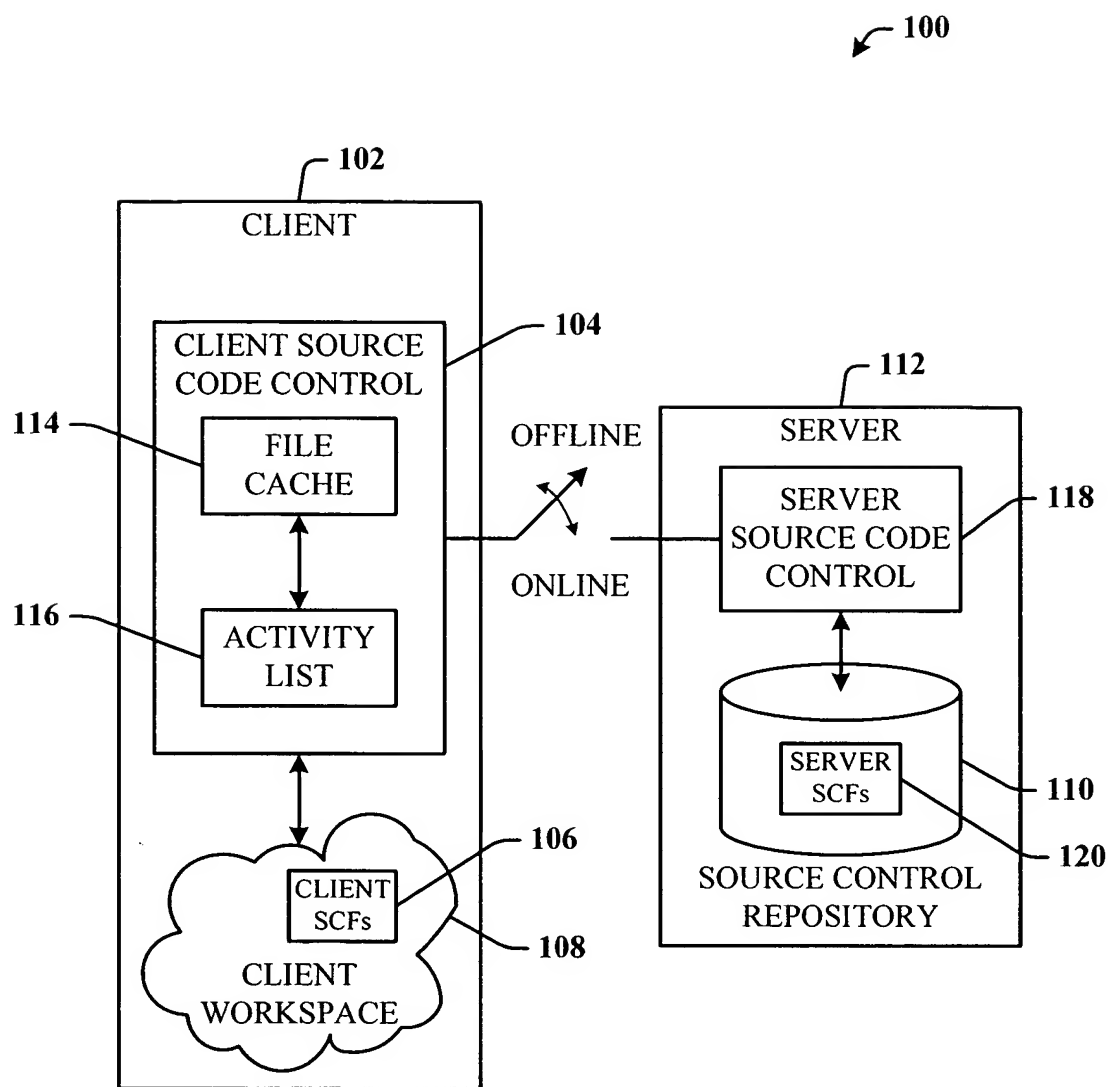 100
102
CLIENT
104
CLIENT SOURCE
CODE CONTROL
114
FILE
CACHE
116
ACTIVITY
LIST
OFFLINE
ONLINE
112
SERVER
SERVER
SOURCE CODE
CONTROL
118
SERVER
SCFs
110
120
SOURCE CONTROL
REPOSITORY
106
CLIENT
SCFs
108
CLIENT
WORKSPACE